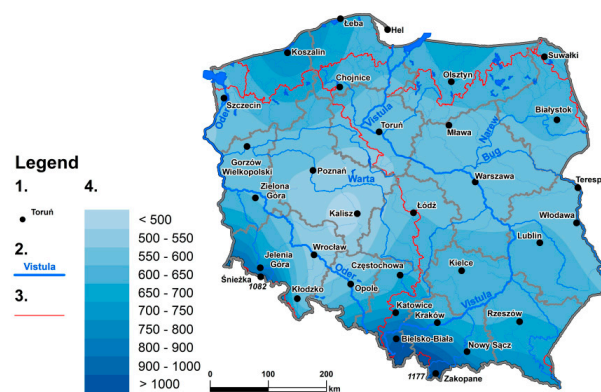 Łeba
Hel
Koszalin
Suwałki
Chojnice
Olsztyn
Szczecin
Oder
Vistula
Białystok
Toruń
Mława
Narew
Bug
Gorzów
Wielkopolski
Poznań
Warta
Warszawa
Teresp
Zielona
Góra
Kalisz
Łódź
Włodawa
Lublin
Wrocław
Jelenia
Góra
Śnieżka
1082
Oder
Częstochowa
Kielce
Kłodzko
Opole
Vistula
Katowice
Kraków
Rzeszów
Bielsko-Biała
Nowy Sącz
1177
Zakopane
Legend
1.
Toruń
2.
Vistula
3.
4.
< 500
500 - 550
550 - 600
600 - 650
650 - 700
700 - 750
750 - 800
800 - 900
900 - 1000
> 1000
0 100 200
km